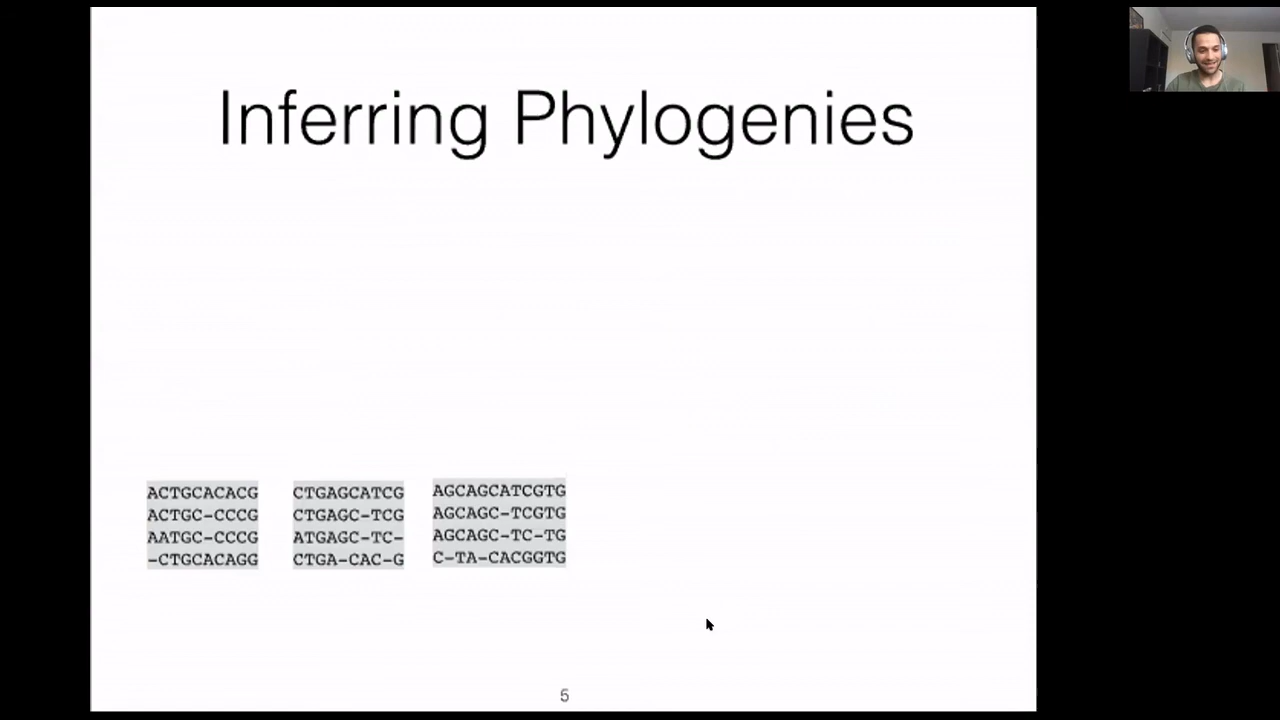 Inferring Phylogenies
ACTGCACACG
ACTGC-CCCG
AATGC-CCCG
-CTGCACAGG
CTGAGCATCG
CTGAGC-TCG
ATGAGC-TC-
CTGA-CAC-G
AGCAGCATCGTG
AGCAGC-TCGTG
AGCAGC-TC-TG
C-TA-CACGGTG
5